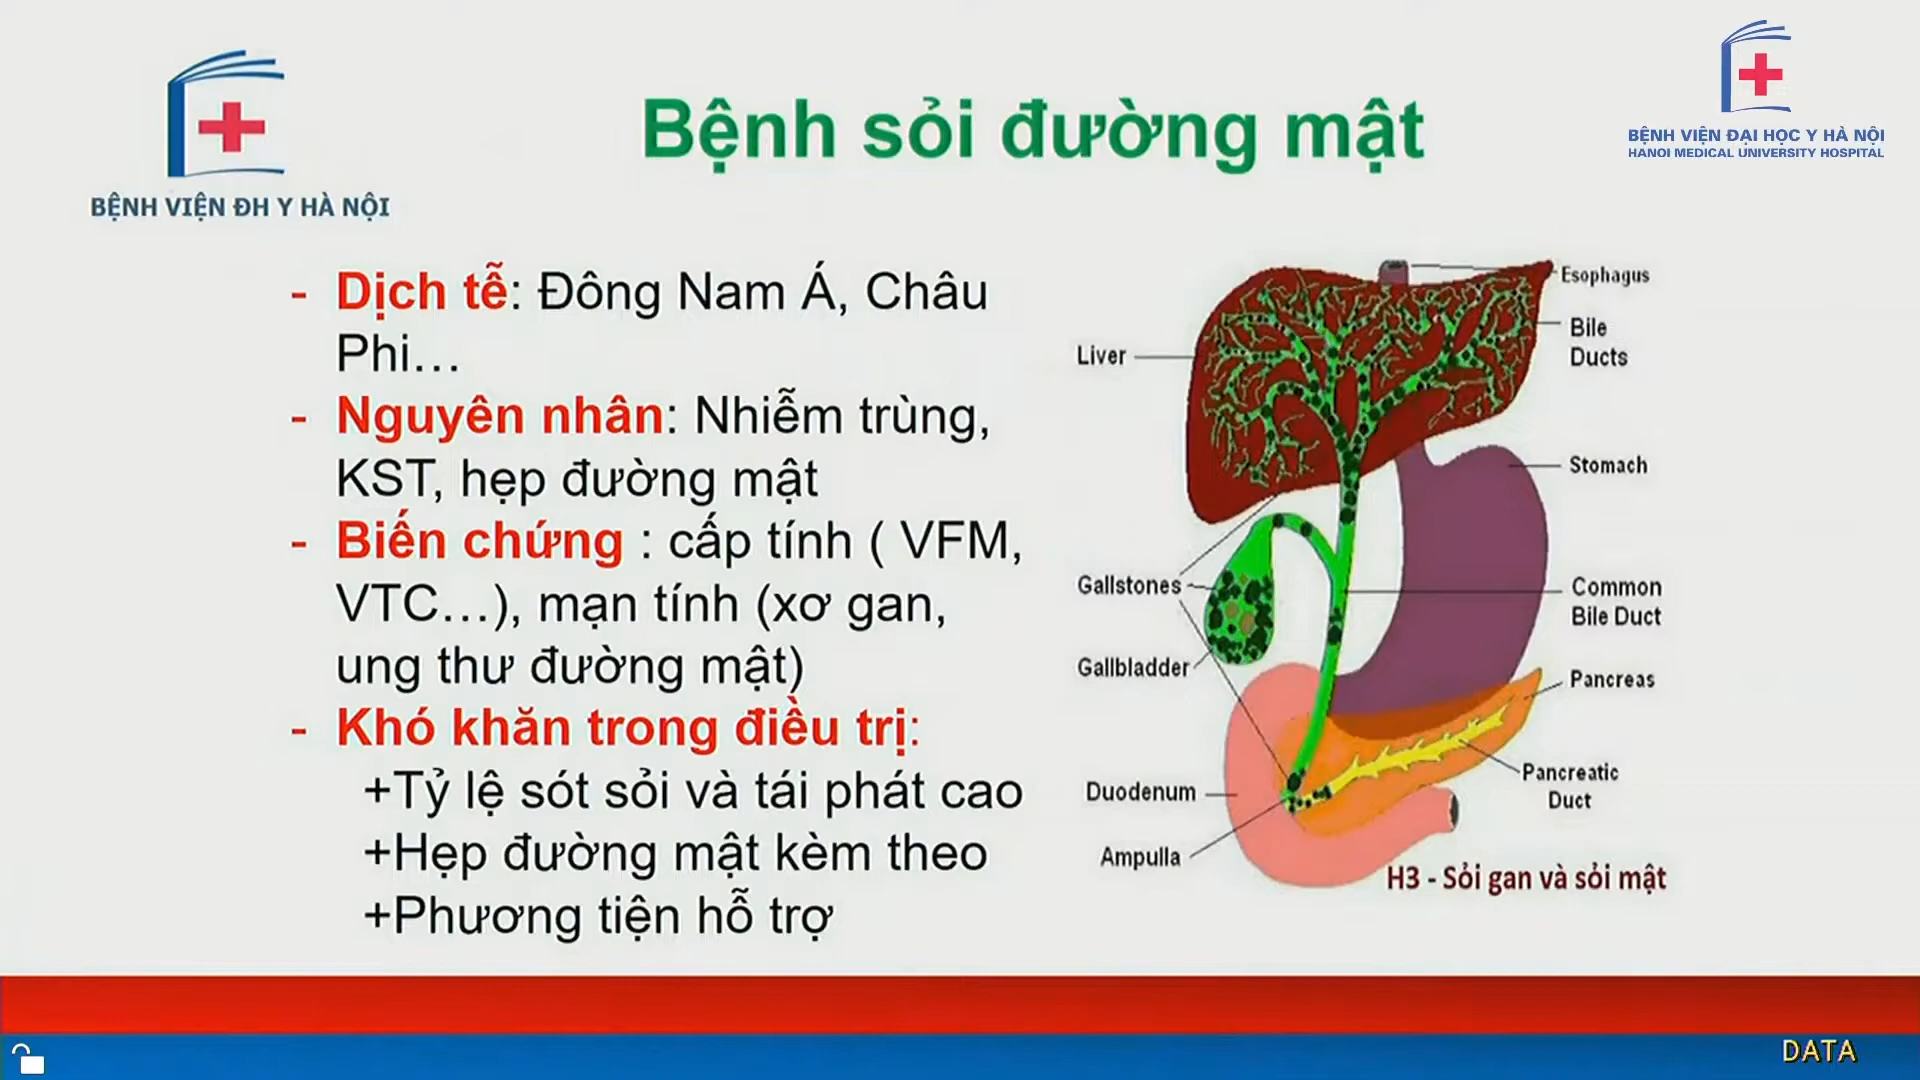 BỆNH VIỆN ĐH Y HÀ NỘI
Bệnh sỏi đường mật
BỆNH VIỆN ĐẠI HỌC Y HÀ NỘI
HANOI MEDICAL UNIVERSITY HOSPITAL
- Dịch tễ: Đông Nam Á, Châu
Phi...
- Nguyên nhân: Nhiễm trùng,
KST, hẹp đường mật
- Biến chứng : cấp tính ( VFM,
VTC...), mạn tính (xơ gan,
ung thư đường mật)
- Khó khăn trong điều trị:
+Tỷ lệ sót sỏi và tái phát cao
+Hẹp đường mật kèm theo
+Phương tiện hỗ trợ
Esophagus
Bile
Ducts
Liver
Stomach
Gallstones
Common
Bile Duct
Gallbladder
Pancreas
Pancreatic
Duct
Duodenum
Ampulla
H3 - Sỏi gan và sỏi mật
DATA